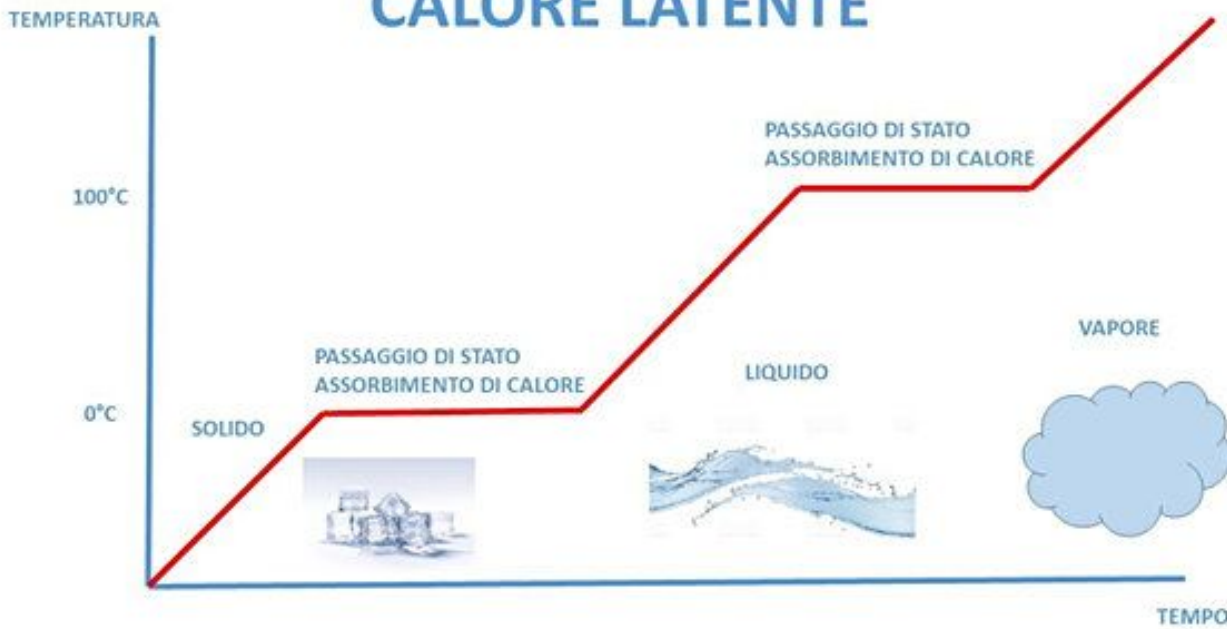 CALORE LATENTE
TEMPERATURA
PASSAGGIO DI STATO
ASSORBIMENTO DI CALORE
100°C
VAPORE
PASSAGGIO DI STATO
ASSORBIMENTO DI CALORE
LIQUIDO
0°C
SOLIDO
TEMPO